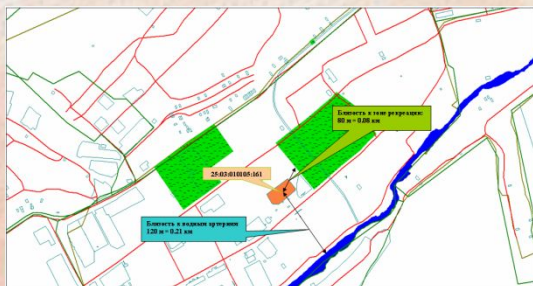 Близость к зоне рекреации:
80 м = 0.08 км
25:03:010105:161
Близость к водным артериям
120 м = 0.21 км